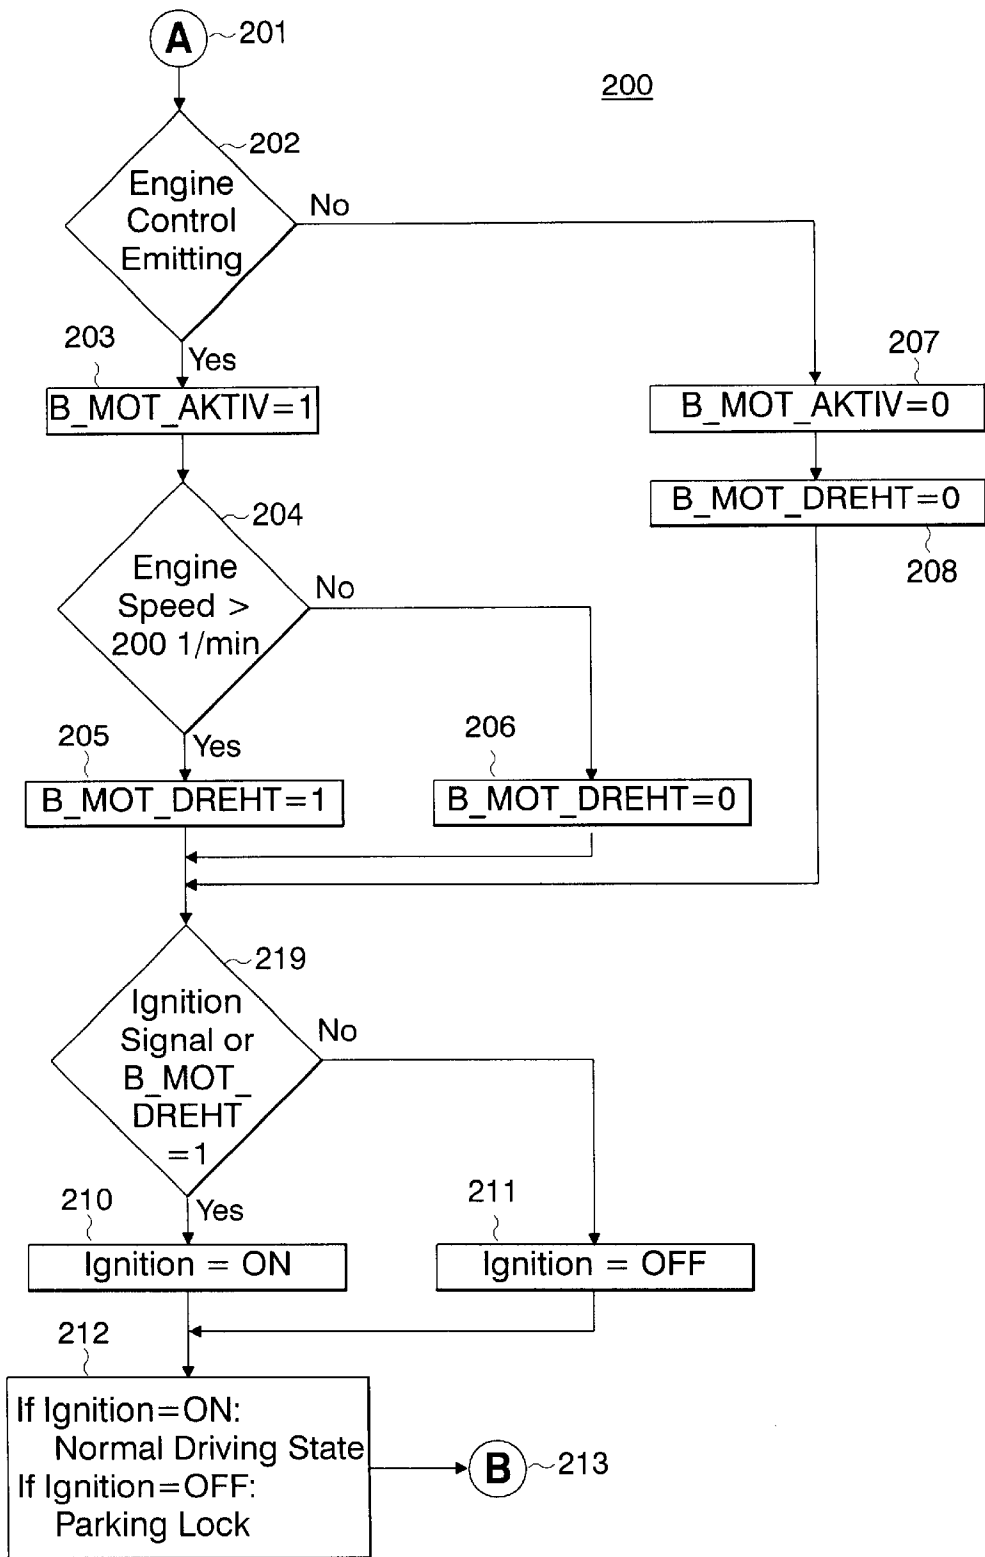 A
201
200
202
Engine
Control
Emitting
No
Yes
203
B_MOT_AKTIV=1
207
B_MOT_AKTIV=0
B_MOT_DREHT=0
208
204
Engine
Speed >
200 1/min
No
Yes
205
B_MOT_DREHT=1
206
B_MOT_DREHT=0
219
Ignition
Signal or
B_MOT_
DREHT
=1
No
Yes
210
Ignition = ON
211
Ignition = OFF
212
If Ignition=ON:
Normal Driving State
If Ignition=OFF:
Parking Lock
B
213